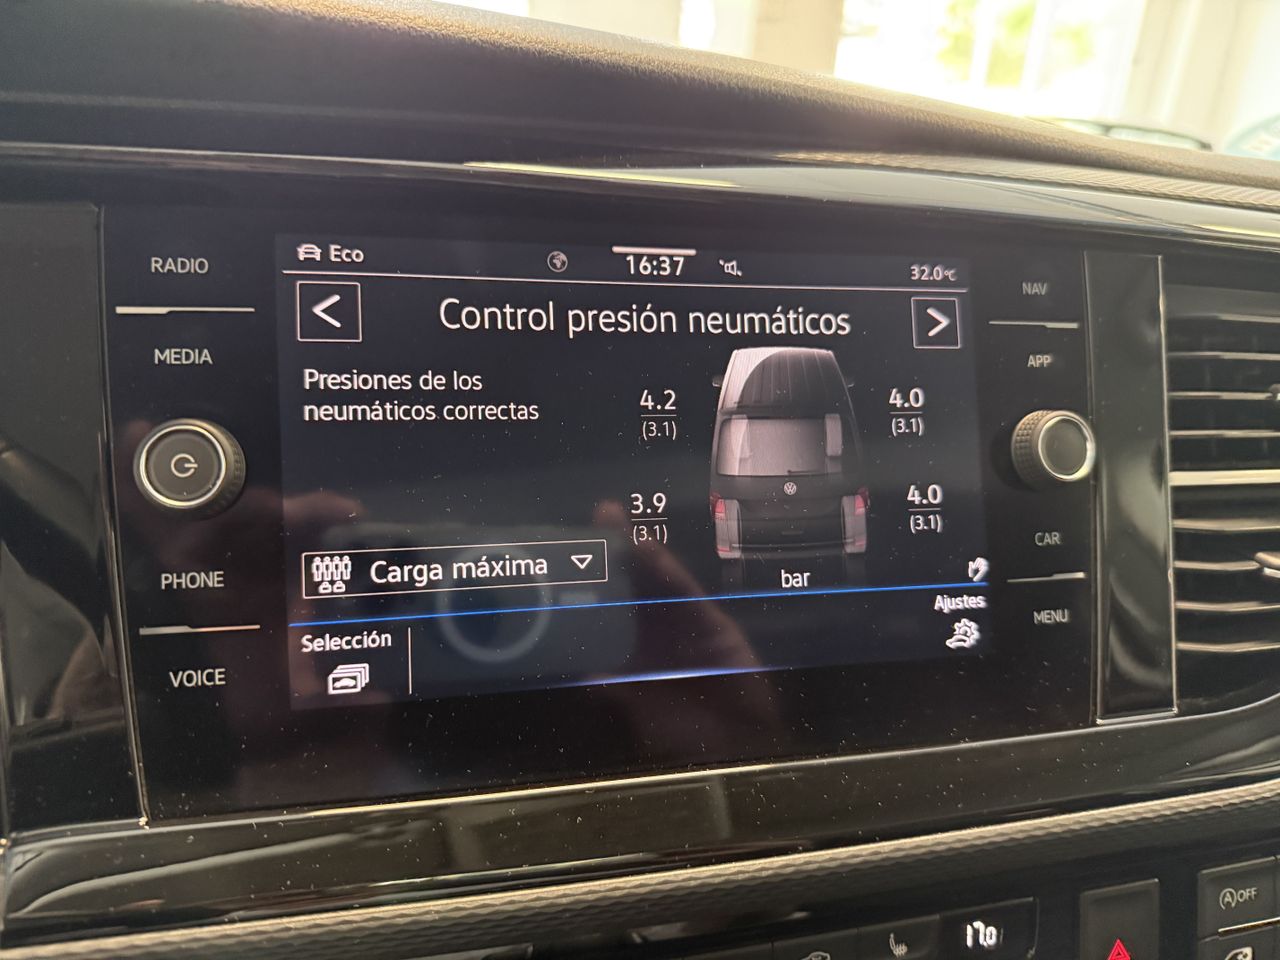 RADIO
MEDIA
PHONE
VOICE
Eco
16:37
32.0°C
<
Control presión neumáticos
>
Presiones de los
neumáticos correctas
4.2
(3.1)
4.0
(3.1)
3.9
(3.1)
4.0
(3.1)
Carga máxima
bar
Selección
Ajustes
NAV
APP
CAR
MENU
A OFF
17.0